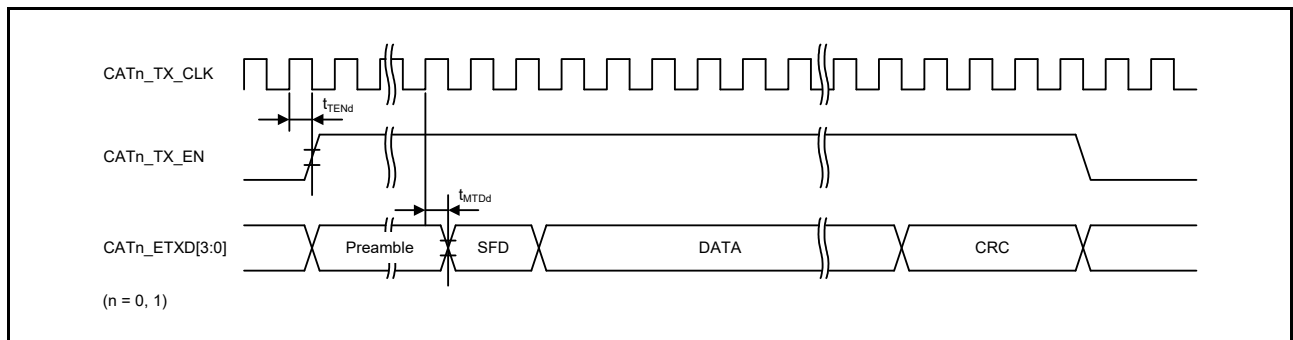 CATn_TX_CLK
tTENd
CATn_TX_EN
tMTDd
CATn_ETXD[3:0]
Preamble
SFD
DATA
CRC
(n = 0, 1)